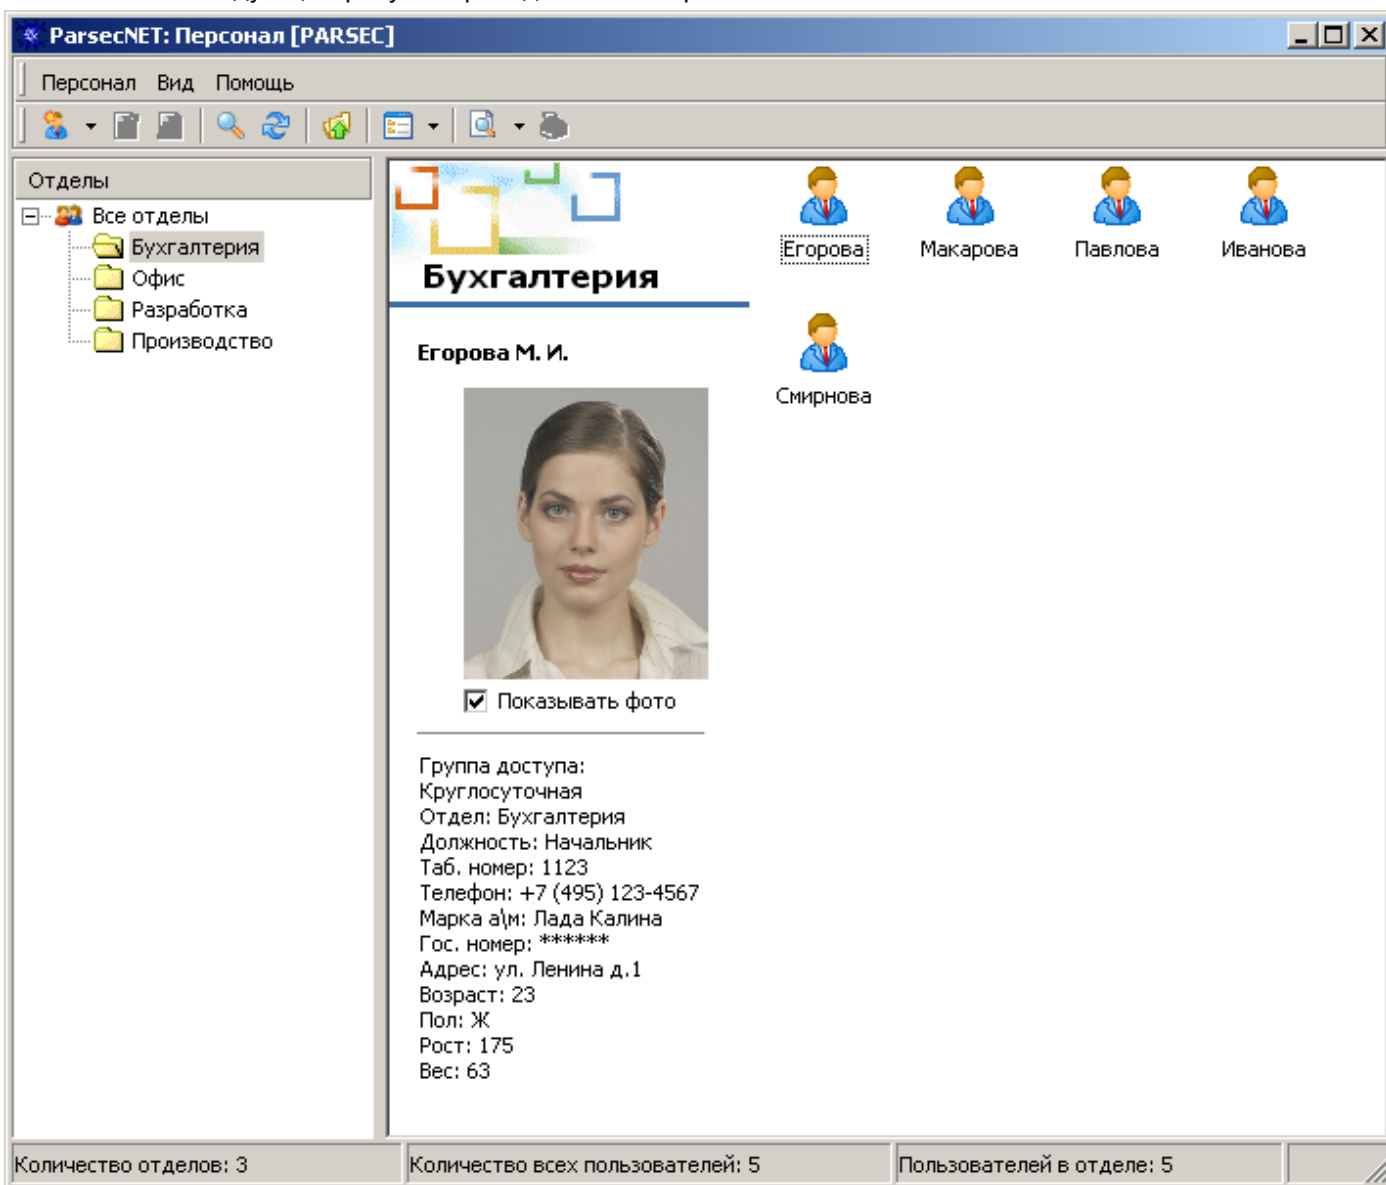 ParsecNET: Персонал [PARSEC]
Персонал Вид Помощь
Отделы
Все отделы
Бухгалтерия
Офис
Разработка
Производство
Бухгалтерия
Егорова Макарова Павлова Иванова
Смирнова
Егорова М. И.
Показывать фото
Группа доступа:
Круглосуточная
Отдел: Бухгалтерия
Должность: Начальник
Таб. номер: 1123
Телефон: +7 (495) 123-4567
Марка а\м: Лада Калина
Гос. номер: ******
Адрес: ул. Ленина д.1
Возраст: 23
Пол: Ж
Рост: 175
Вес: 63
Количество отделов: 3 Количество всех пользователей: 5 Пользователей в отделе: 5